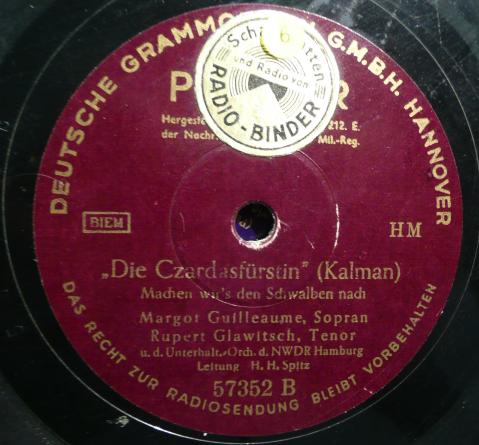 DEUTSCHE GRAMMO G.M.B.H. HANNOVER
und Radio von
RADIO-BINDER
P R
Hergeste 212. E.
der Nachr. Mil.-Reg.
BIEM
HM
„Die Czardasfürstin" (Kalman)
Machen wir's den Schwalben nach
Margot Guilleaume, Sopran
Rupert Glawitsch, Tenor
u. d. Unterhalt.-Orch. d. NWDR Hamburg
Leitung H. H. Spitz
57352 B
DAS RECHT ZUR RADIOSENDUNG BLEIBT VORBEHALTEN